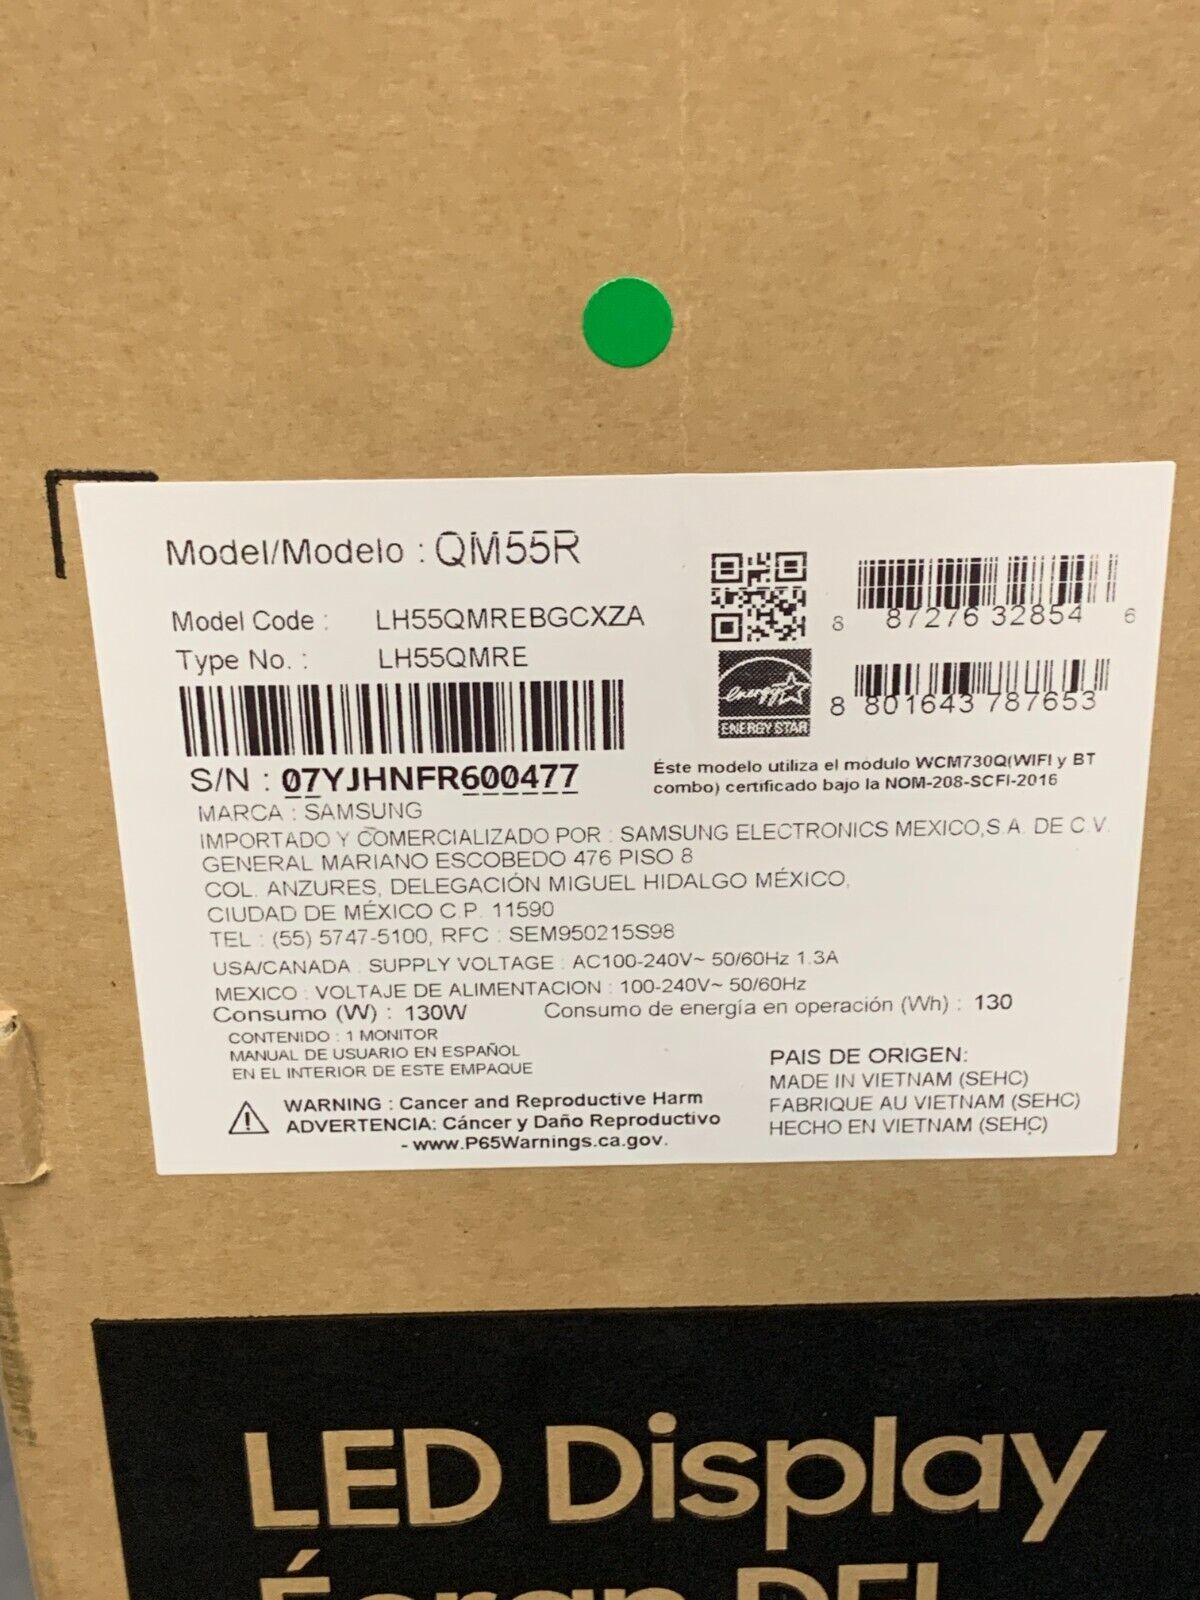 Model/Modelo : QM55R
Model Code : LH55QMREBGCXZA
Type No. : LH55QMRE
S/N : 07YJHNFR600477
8 87276 32854 6
energy
ENERGY STAR
8 801643 787653
Éste modelo utiliza el modulo WCM730Q(WIFI y BT
combo) certificado bajo la NOM-208-SCFI-2016
MARCA : SAMSUNG
IMPORTADO Y COMERCIALIZADO POR : SAMSUNG ELECTRONICS MEXICO,S.A. DE C.V.
GENERAL MARIANO ESCOBEDO 476 PISO 8
COL. ANZURES, DELEGACIÓN MIGUEL HIDALGO MÉXICO,
CIUDAD DE MÉXICO C.P. 11590
TEL : (55) 5747-5100, RFC : SEM950215S98
USA/CANADA : SUPPLY VOLTAGE : AC100-240V~ 50/60Hz 1.3A
MEXICO : VOLTAJE DE ALIMENTACION : 100-240V~ 50/60Hz
Consumo (W) : 130W Consumo de energía en operación (Wh) : 130
CONTENIDO : 1 MONITOR
MANUAL DE USUARIO EN ESPAÑOL
EN EL INTERIOR DE ESTE EMPAQUE
WARNING : Cancer and Reproductive Harm
ADVERTENCIA: Cáncer y Daño Reproductivo
- www.P65Warnings.ca.gov.
PAIS DE ORIGEN:
MADE IN VIETNAM (SEHC)
FABRIQUE AU VIETNAM (SEHC)
HECHO EN VIETNAM (SEHC)
LED Display
Écran DEL